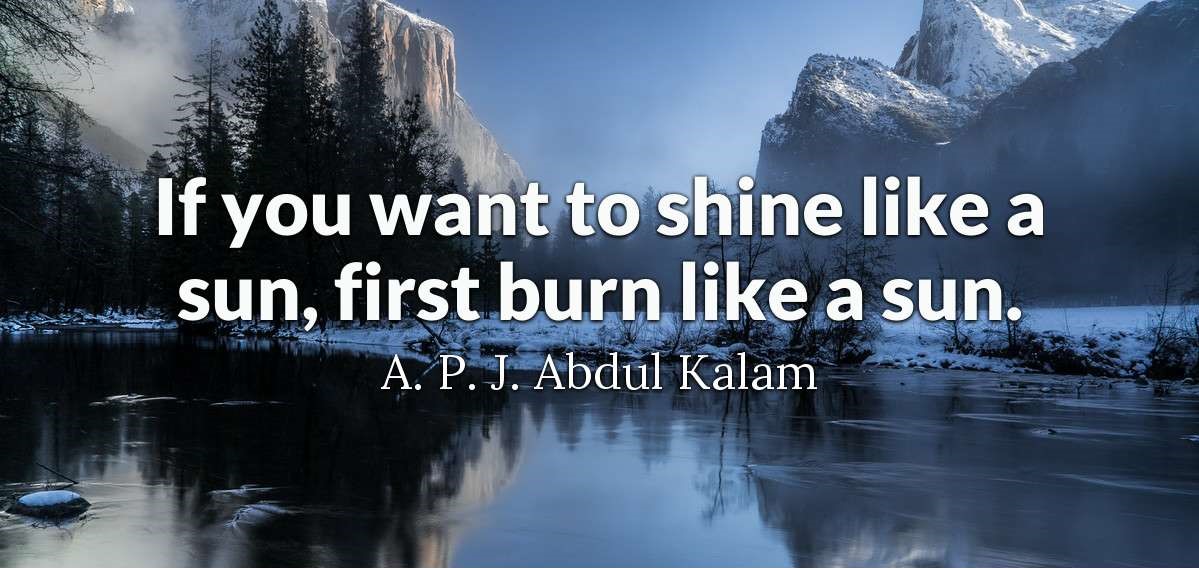 If you want to shine like a
sun, first burn like a sun.
A. P. J. Abdul Kalam